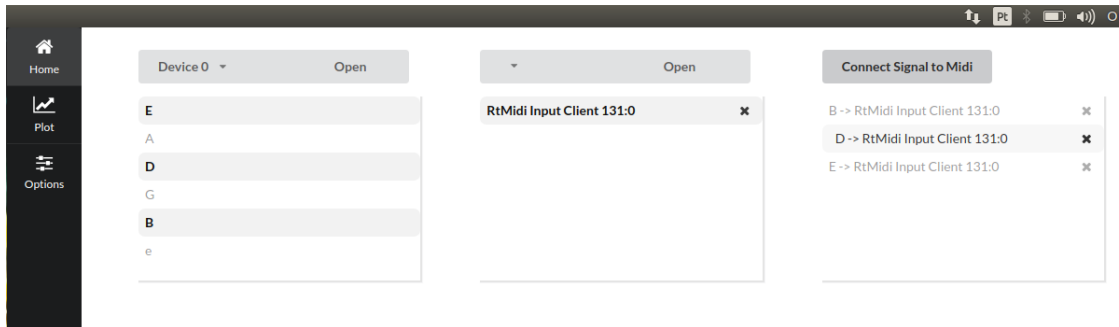 Pt
O
Home
Plot
Options
Device 0 Open
E
A
D
G
B
e
Open
RtMidi Input Client 131:0
Connect Signal to Midi
B -> RtMidi Input Client 131:0
D -> RtMidi Input Client 131:0
E -> RtMidi Input Client 131:0